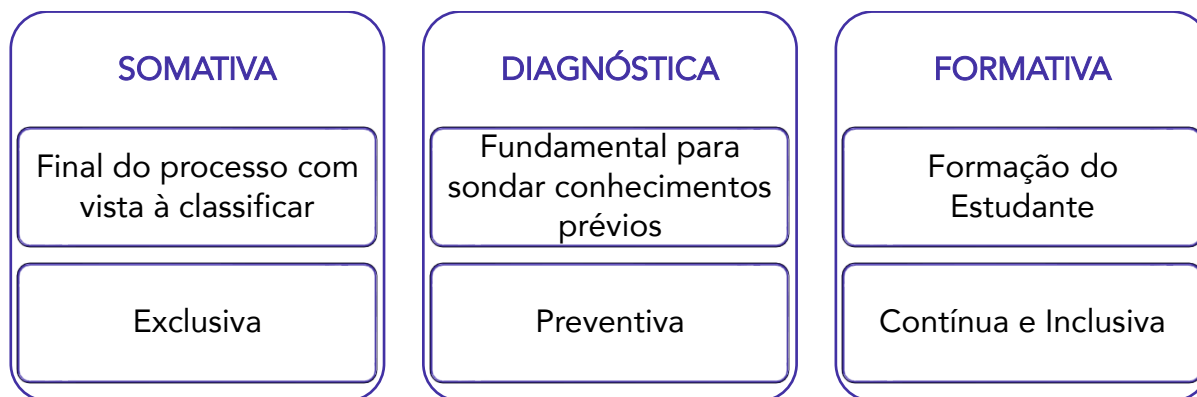 SOMATIVA
Final do processo com
vista à classificar
Exclusiva
DIAGNÓSTICA
Fundamental para
sondar conhecimentos
prévios
Preventiva
FORMATIVA
Formação do
Estudante
Contínua e Inclusiva